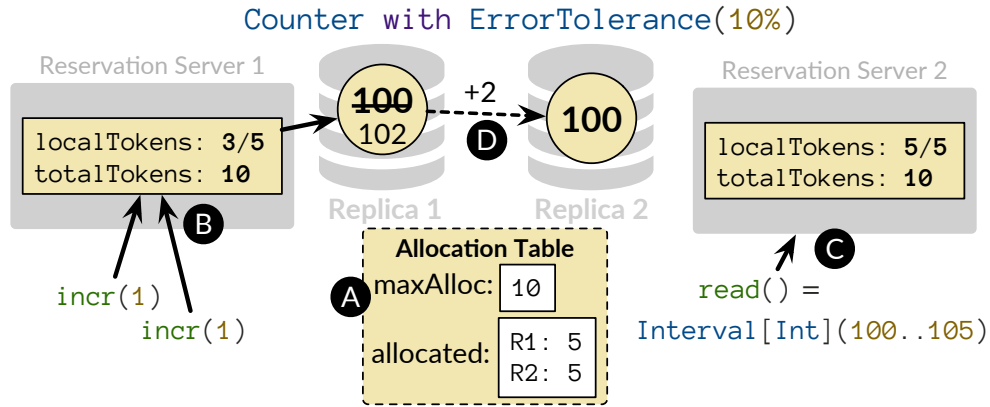 Counter with ErrorTolerance(10%)
Reservation Server 1
localTokens: 3/5
totalTokens: 10
B
incr(1)
incr(1)
100
102
Replica 1
+2
D
100
Replica 2
A
Allocation Table
maxAlloc: 10
allocated:
R1: 5
R2: 5
Reservation Server 2
localTokens: 5/5
totalTokens: 10
C
read() =
Interval[Int](100..105)